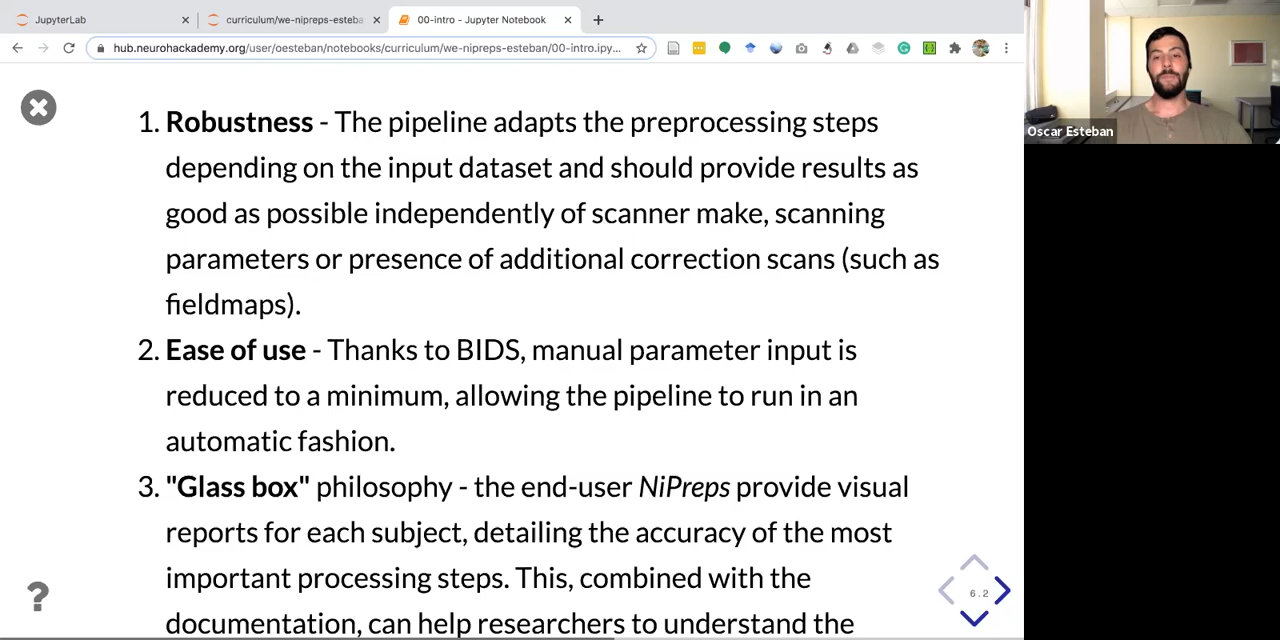 JupyterLab
curriculum/we-nipreps-esteba
00-intro - Jupyter Notebook
hub.neurohackademy.org/user/oesteban/notebooks/curriculum/we-nipreps-esteban/00-intro.ipy...
Oscar Esteban
1. Robustness - The pipeline adapts the preprocessing steps
depending on the input dataset and should provide results as
good as possible independently of scanner make, scanning
parameters or presence of additional correction scans (such as
fieldmaps).
2. Ease of use - Thanks to BIDS, manual parameter input is
reduced to a minimum, allowing the pipeline to run in an
automatic fashion.
3. "Glass box" philosophy - the end-user NiPreps provide visual
reports for each subject, detailing the accuracy of the most
important processing steps. This, combined with the
documentation, can help researchers to understand the
?
6.2